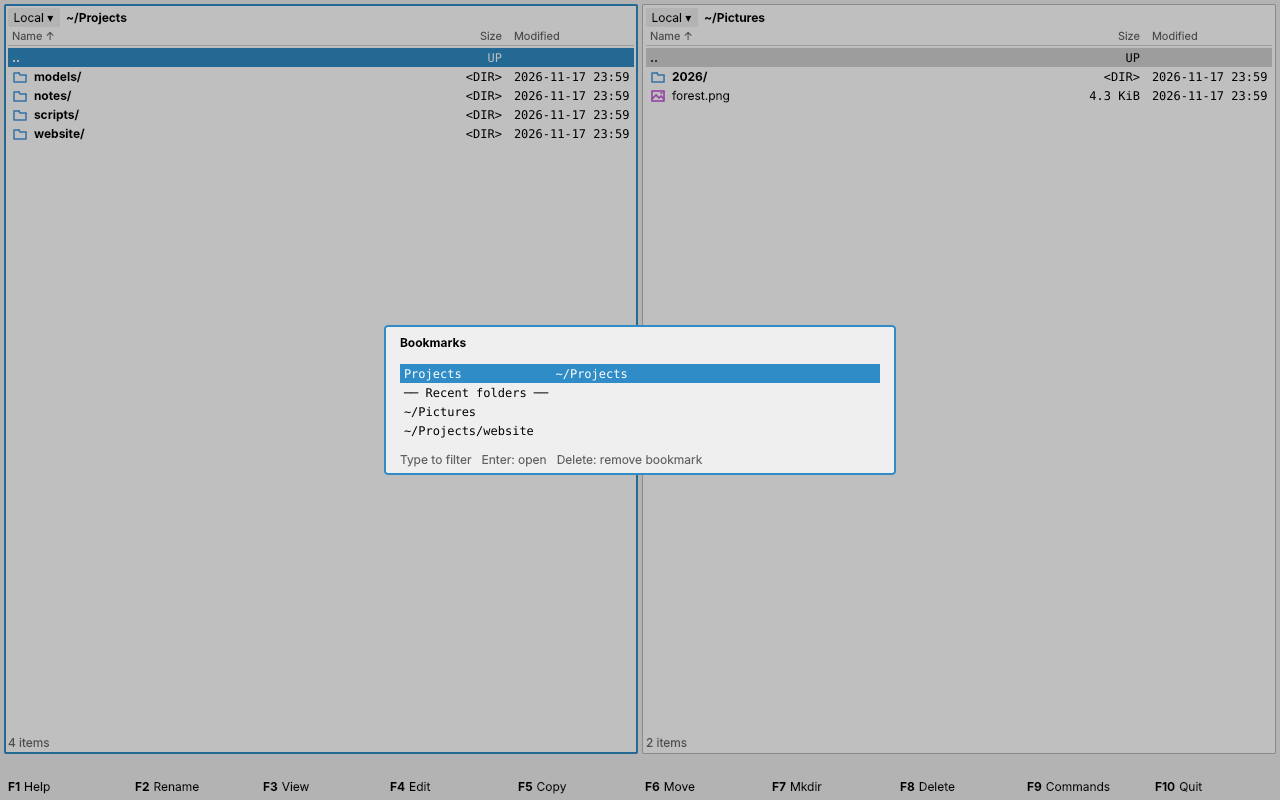 Local ▾ ~/Projects
Name ↑ Size Modified
.. UP
models/ <DIR> 2026-11-17 23:59
notes/ <DIR> 2026-11-17 23:59
scripts/ <DIR> 2026-11-17 23:59
website/ <DIR> 2026-11-17 23:59
4 items
Local ▾ ~/Pictures
Name ↑ Size Modified
.. UP
2026/ <DIR> 2026-11-17 23:59
forest.png 4.3 KiB 2026-11-17 23:59
2 items
Bookmarks
Projects ~/Projects
── Recent folders ──
~/Pictures
~/Projects/website
Type to filter Enter: open Delete: remove bookmark
F1 Help F2 Rename F3 View F4 Edit F5 Copy F6 Move F7 Mkdir F8 Delete F9 Commands F10 Quit